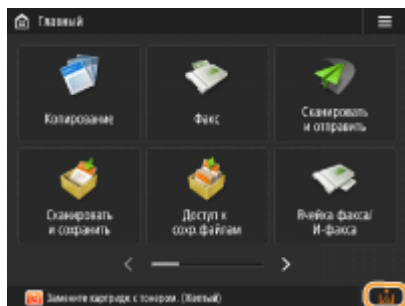 Главный
Копирование
Факс
Сканировать
и отправить
Сканировать
и сохранить
Доступ к
сохр.файлам
Ячейка факса/
И-факса
Замените картридж с тонером. (Желтый)